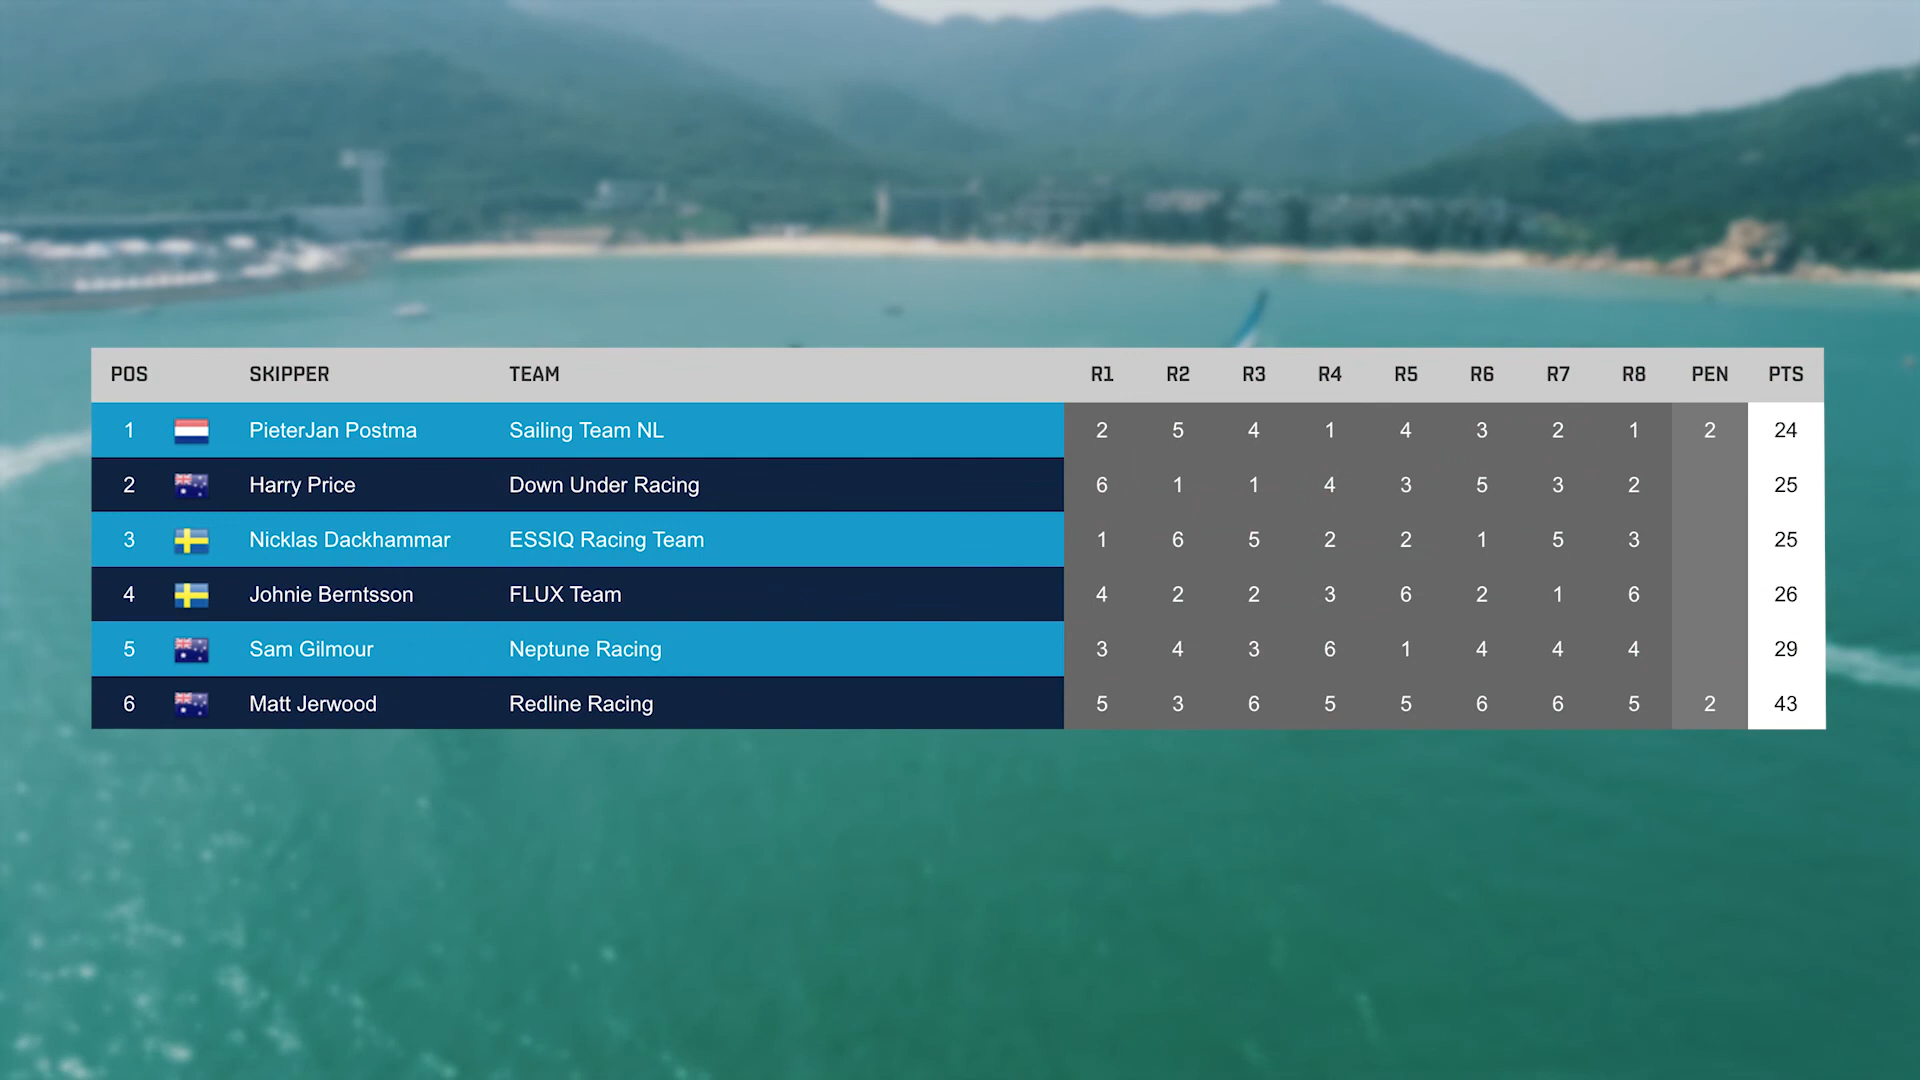 POS SKIPPER TEAM R1 R2 R3 R4 R5 R6 R7 R8 PEN PTS
1 PieterJan Postma Sailing Team NL 2 5 4 1 4 3 2 1 2 24
2 Harry Price Down Under Racing 6 1 1 4 3 5 3 2 25
3 Nicklas Dackhammar ESSIQ Racing Team 1 6 5 2 2 1 5 3 25
4 Johnie Berntsson FLUX Team 4 2 2 3 6 2 1 6 26
5 Sam Gilmour Neptune Racing 3 4 3 6 1 4 4 4 29
6 Matt Jerwood Redline Racing 5 3 6 5 5 6 6 5 2 43